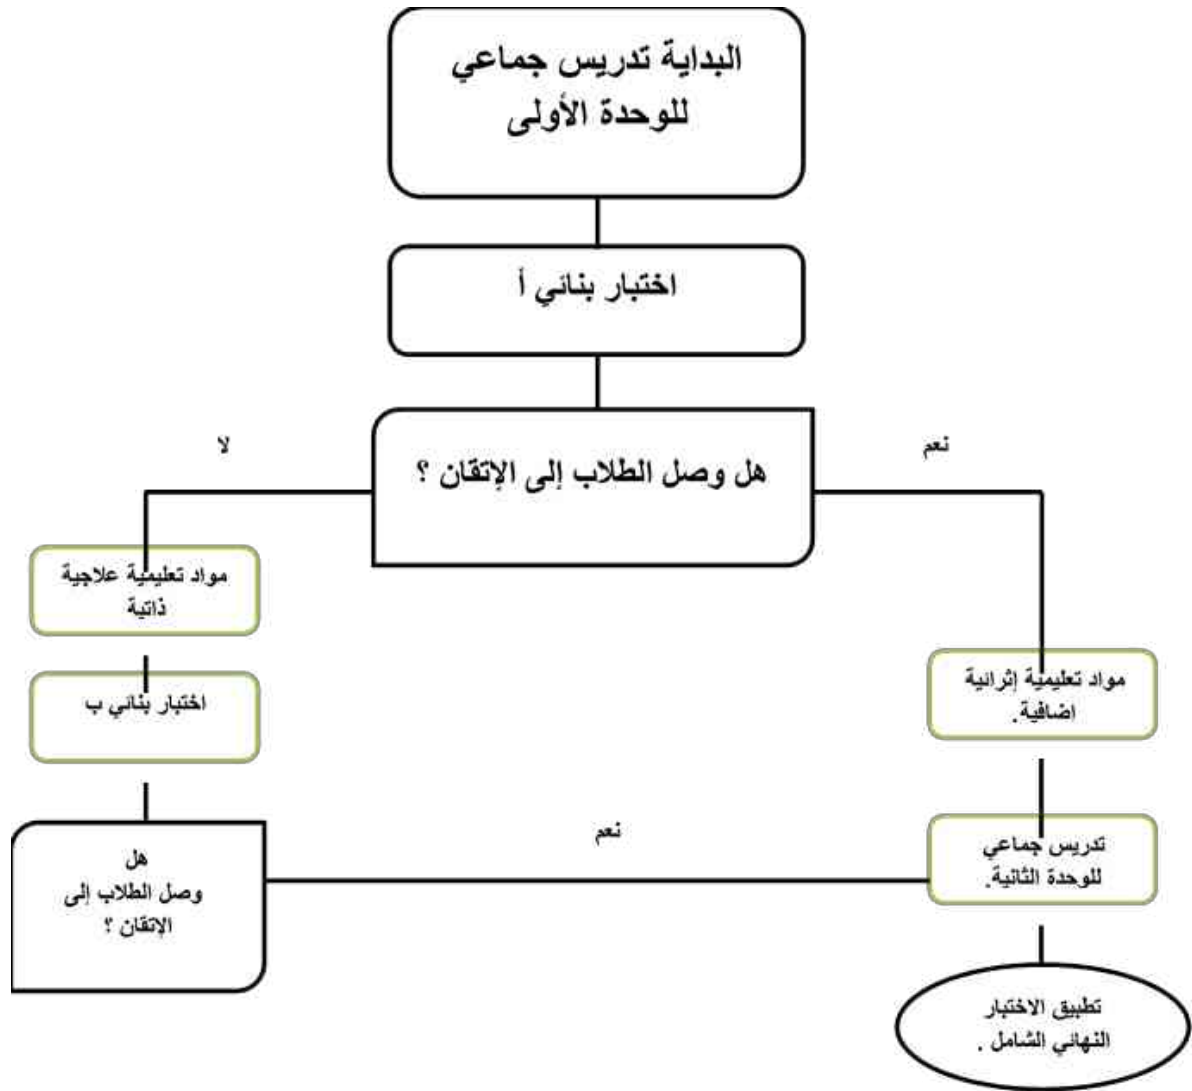 البداية تدريس جماعي
للوحدة الأولى
اختبار بنائي أ
هل وصل الطلاب إلى الإتقان ؟
نعم
لا
مواد تعليمية علاجية
ذاتية
مواد تعليمية إثرائية
اضافية.
اختبار بنائي ب
نعم
تدريس جماعي
للوحدة الثانية.
هل
وصل الطلاب إلى
الإتقان ؟
تطبيق الاختبار
النهائي الشامل .